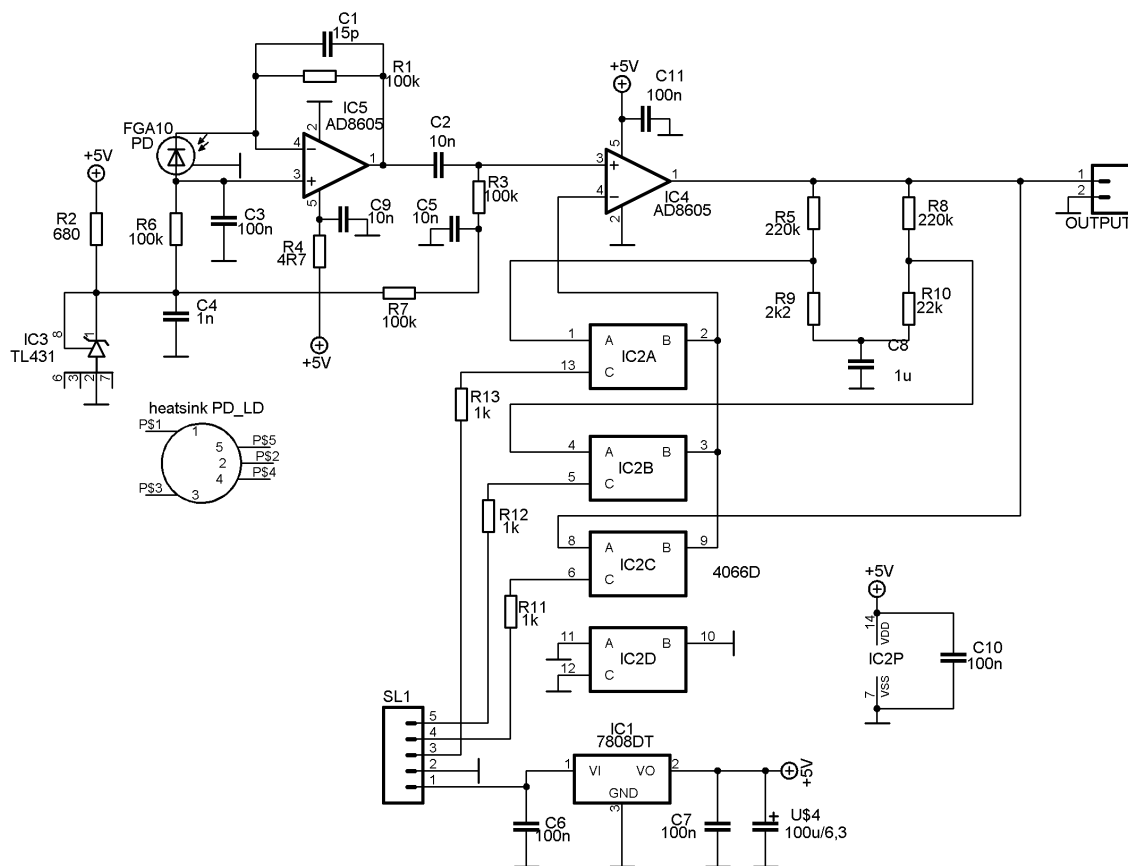 C1
15p
R1
100k
IC5
AD8605
2
4
3
1
5
FGA10
PD
+5V
R2
680
R6
100k
C3
100n
C9
10n
R4
4R7
+5V
C2
10n
R3
100k
C5
10n
R7
100k
C4
1n
IC3
TL431
8
1
6
3
2
7
+5V
C11
100n
5
3
4
1
2
IC4
AD8605
R5
220k
R8
220k
R9
2k2
R10
22k
C8
1u
1
2
OUTPUT
1 A B 2
IC2A
13 C
R13
1k
4 A B 3
IC2B
5 C
R12
1k
8 A B 9
IC2C
6 C
4066D
R11
1k
11 A B 10
IC2D
12 C
heatsink PD_LD
P$1
1
5
P$5
2
P$2
4
P$4
P$3
3
+5V
14
VDD
IC2P
VSS
7
C10
100n
SL1
5
4
3
2
1
IC1
7808DT
1 VI VO 2
GND
3
C6
100n
C7
100n
+
U$4
100u/6,3
+5V